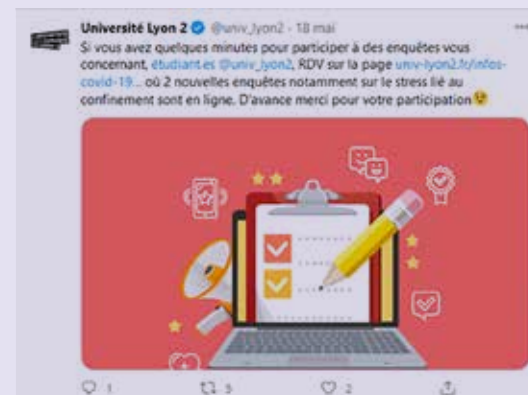 Université Lyon 2 @univ_lyon2 · 18 mai
Si vous avez quelques minutes pour participer à des enquêtes vous
concernant, étudiant.es @univ_lyon2, RDV sur la page univ-lyon2.fr/infos-
covid-19... où 2 nouvelles enquêtes notamment sur le stress lié au
confinement sont en ligne. D'avance merci pour votre participation 😉
1 5 2